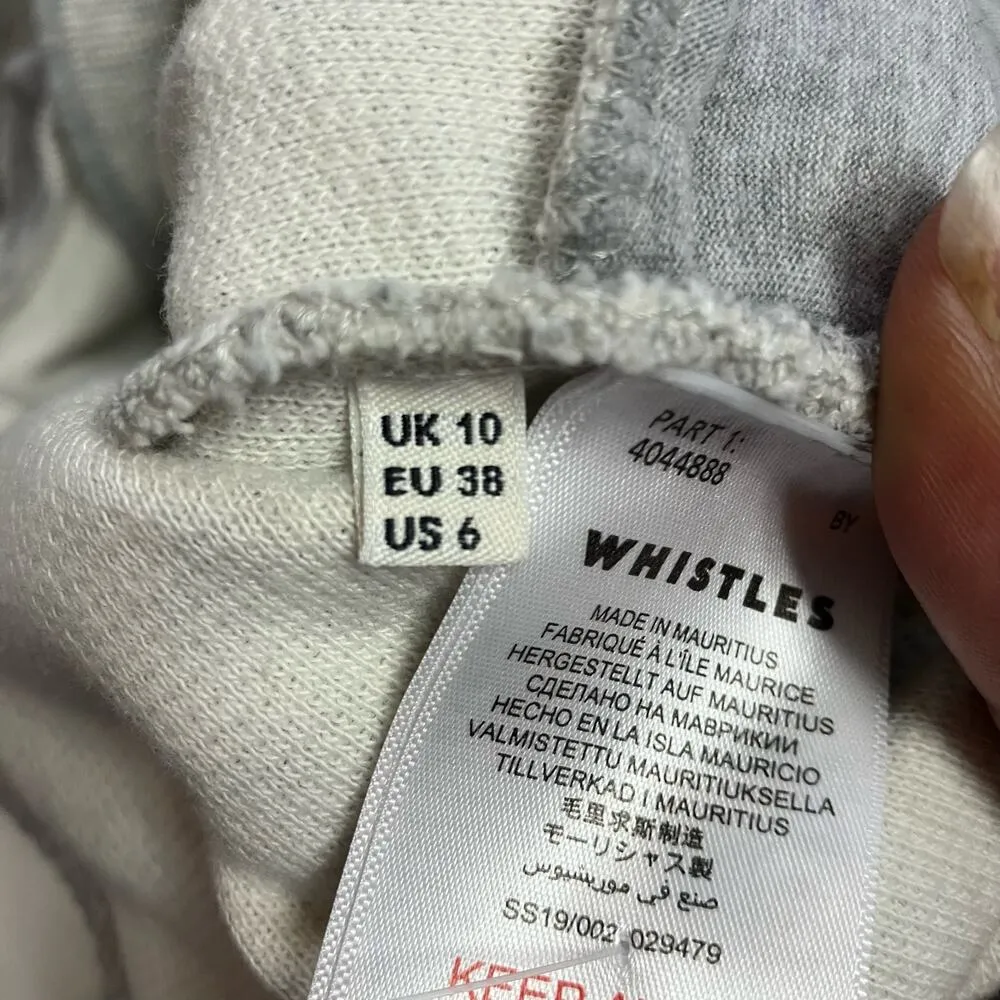 UK 10
EU 38
US 6
PART 1:
4044888
BY
WHISTLES
MADE IN MAURITIUS
FABRIQUÉ À L'ÎLE MAURICE
HERGESTELLT AUF MAURITIUS
СДЕЛАНО НА МАВРИКИИ
HECHO EN LA ISLA MAURICIO
VALMISTETTU MAURITIUKSELLA
TILLVERKAD I MAURITIUS
毛里求斯制造
モーリシャス製
صنع في موريشيوس
SS19/002 029479
KEEP